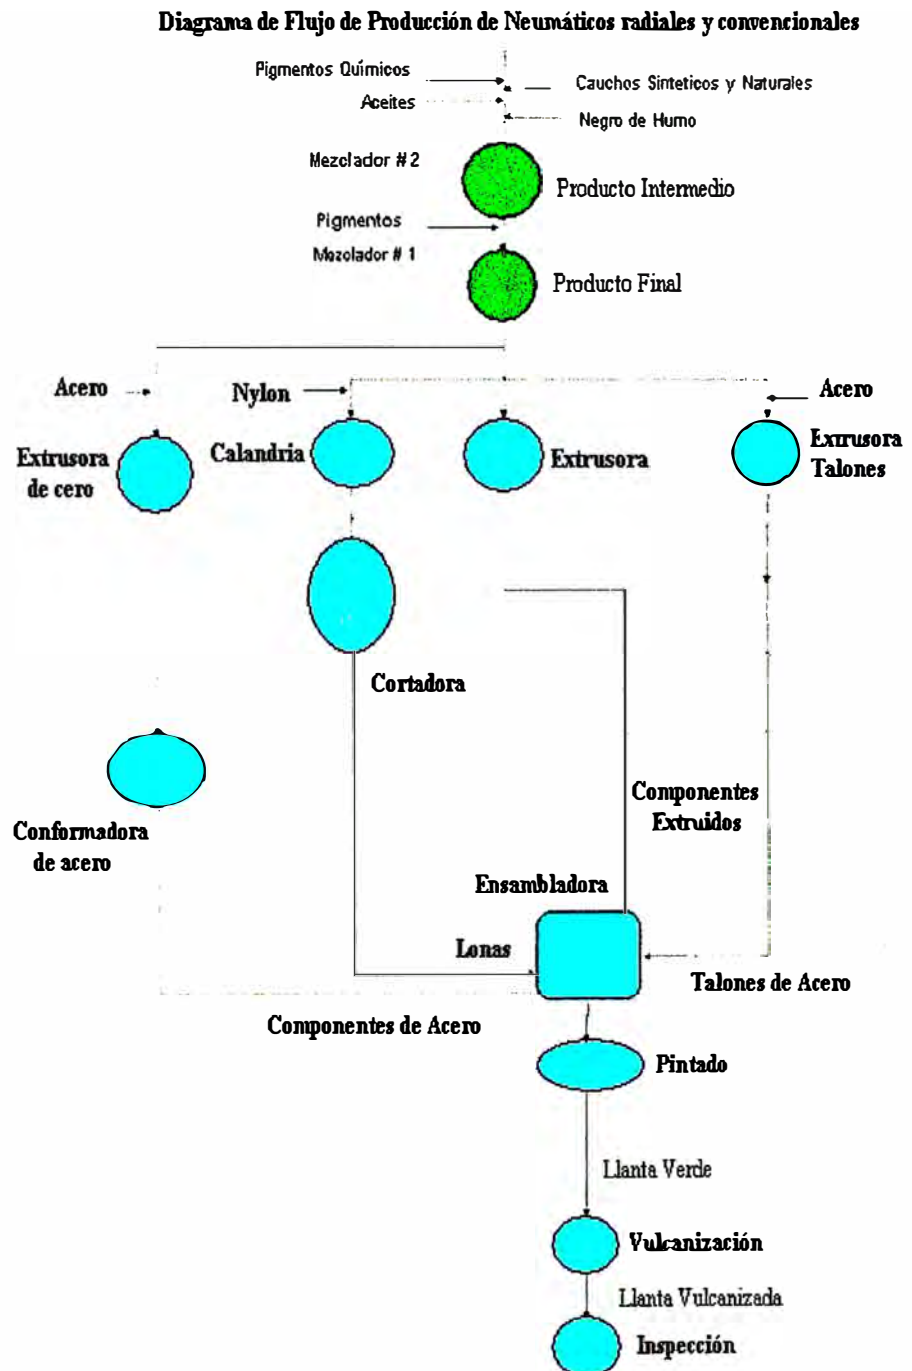 Diagrama de Flujo de Producción de Neumáticos radiales y convencionales
Pigmentos Químicos
Cauchos Sinteticos y Naturales
Aceites
Negro de Humo
Mezclador # 2
Producto Intermedio
Pigmentos
Mezclador # 1
Producto Final
Acero
Nylon
Acero
Extrusora
de cero
Calandria
Extrusora
Extrusora
Talones
Cortadora
Componentes
Extruidos
Conformadora
de acero
Ensambladora
Lonas
Talones de Acero
Componentes de Acero
Pintado
Llanta Verde
Vulcanización
Llanta Vulcanizada
Inspección